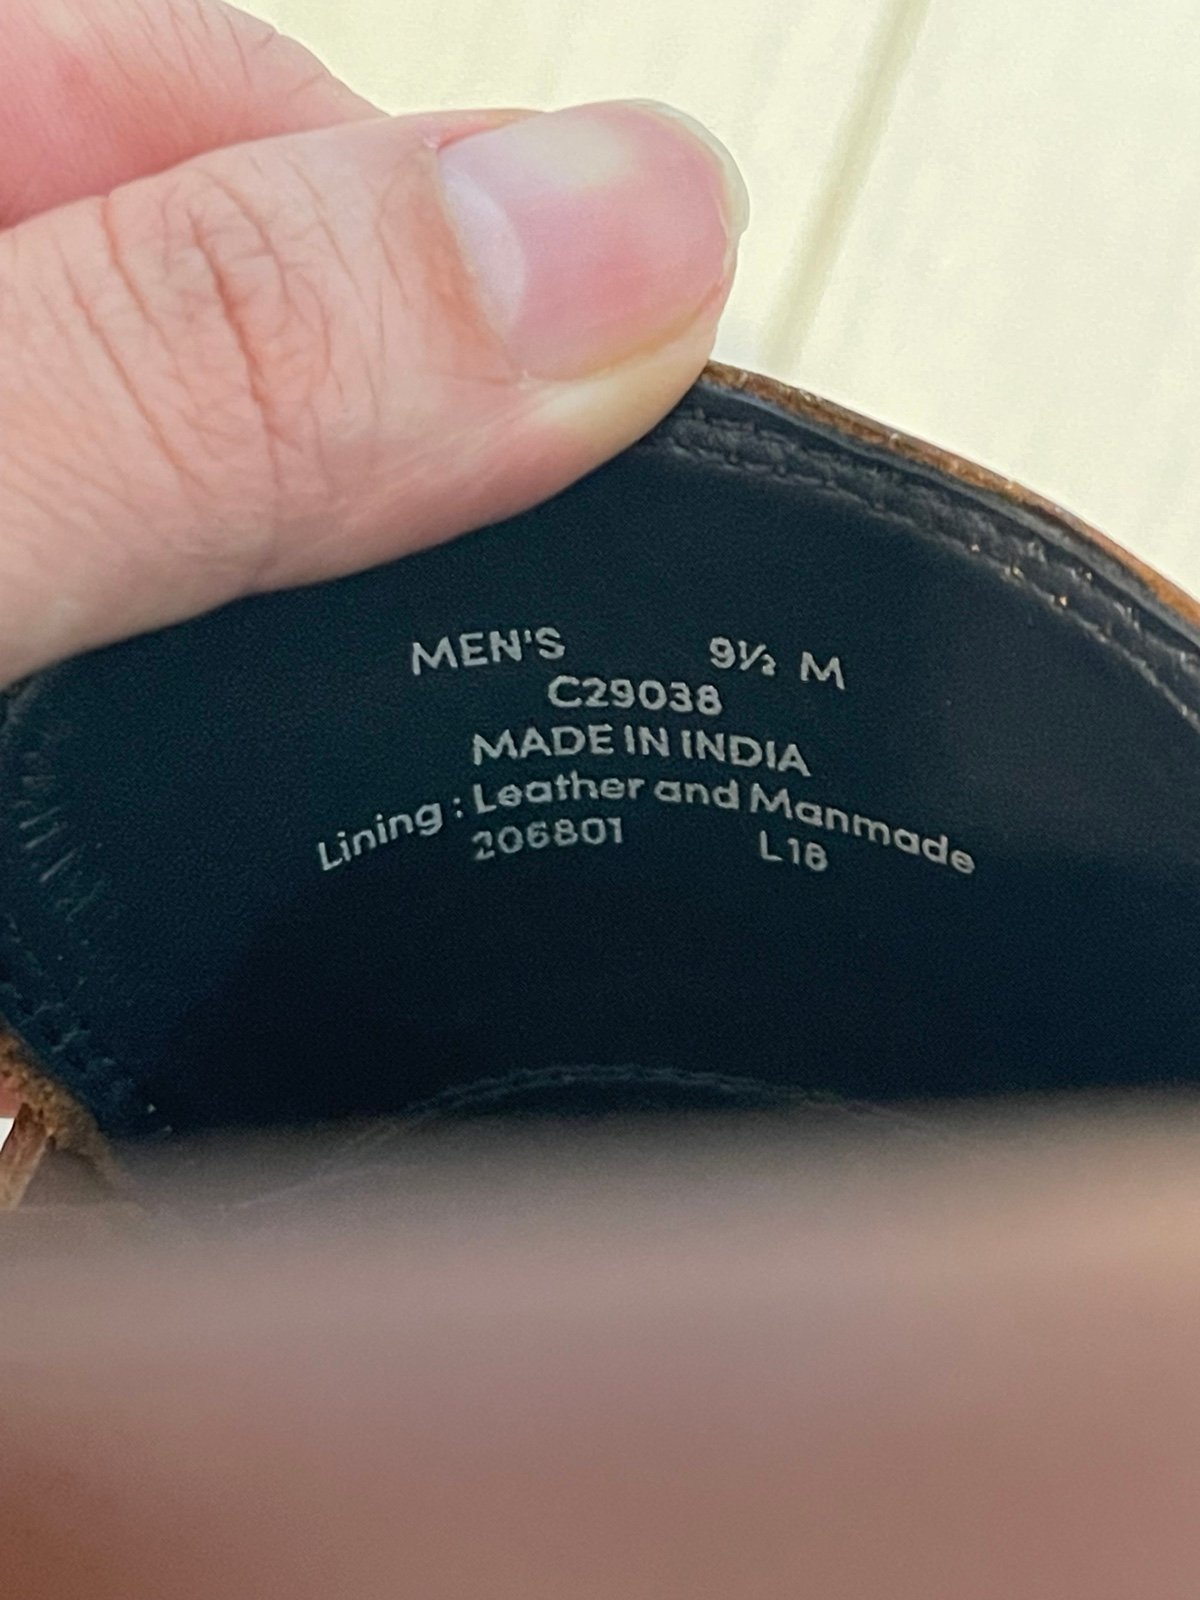 MEN'S 9½ M
C29038
MADE IN INDIA
Lining : Leather and Manmade
206801 L18